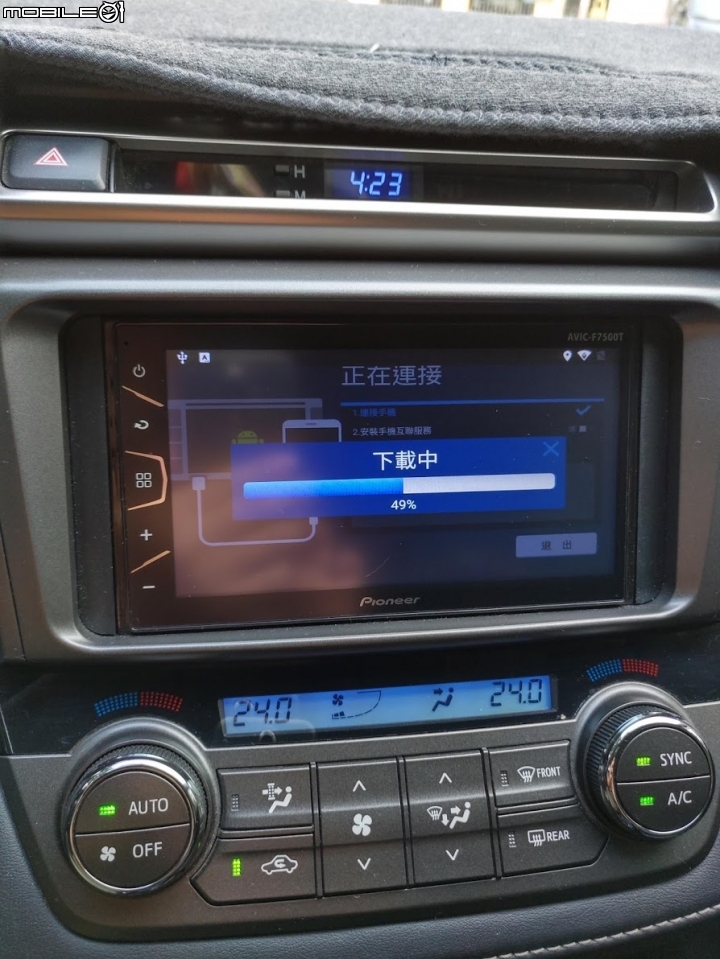 MOBILE01
H
M
4:23
AVIC-F7500T
正在連接
1.連接手機
2.安裝手機互聯服務
下載中
49%
退 出
Pioneer
24.0
24.0
AUTO
OFF
FRONT
REAR
SYNC
A/C